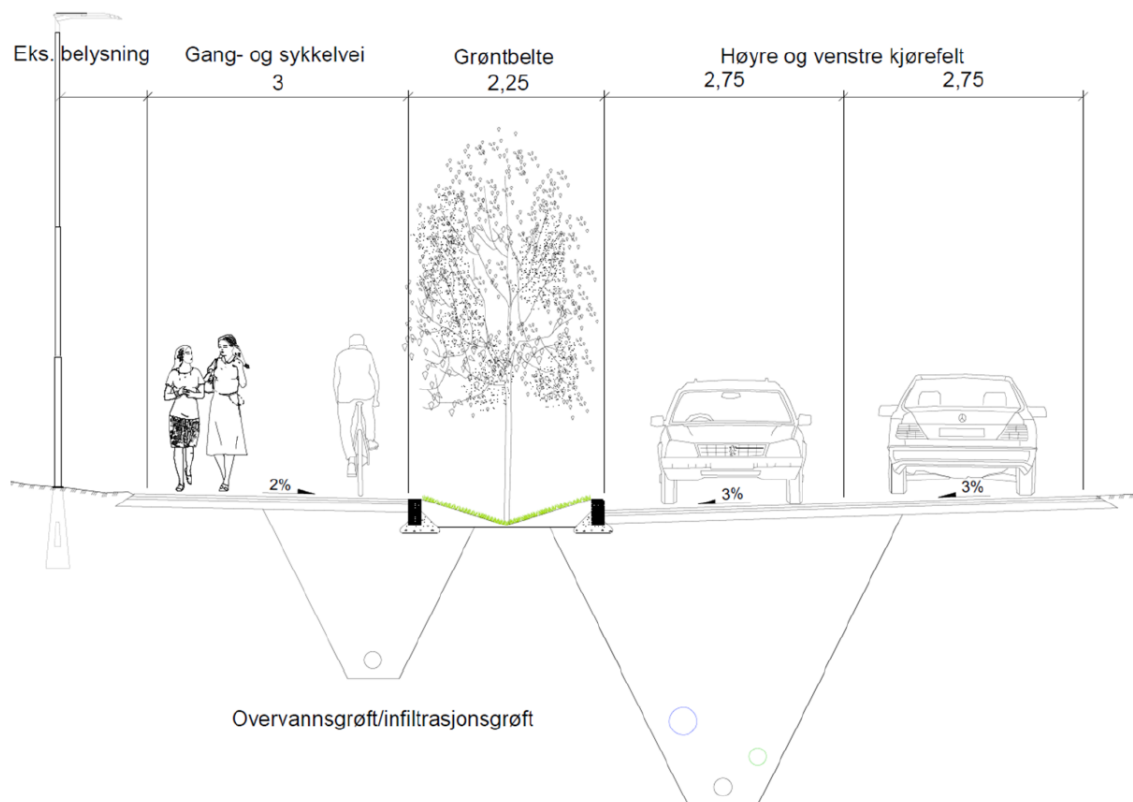 Eks. belysning
Gang- og sykkelvei
3
Grøntbelte
2,25
Høyre og venstre kjørefelt
2,75
2,75
2%
3%
3%
Overvannsgrøft/infiltrasjonsgrøft